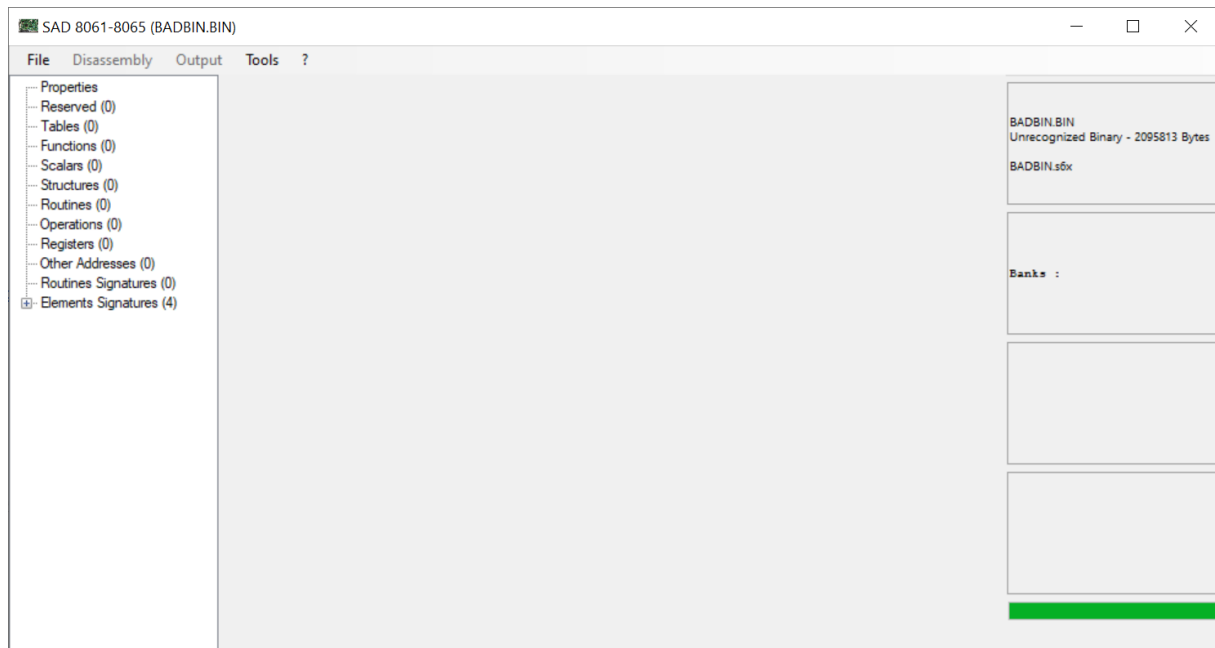 SAD 8061-8065 (BADBIN.BIN)
File Disassembly Output Tools ?
Properties
Reserved (0)
Tables (0)
Functions (0)
Scalars (0)
Structures (0)
Routines (0)
Operations (0)
Registers (0)
Other Addresses (0)
Routines Signatures (0)
Elements Signatures (4)
BADBIN.BIN
Unrecognized Binary - 2095813 Bytes
BADBIN.s6x
Banks :